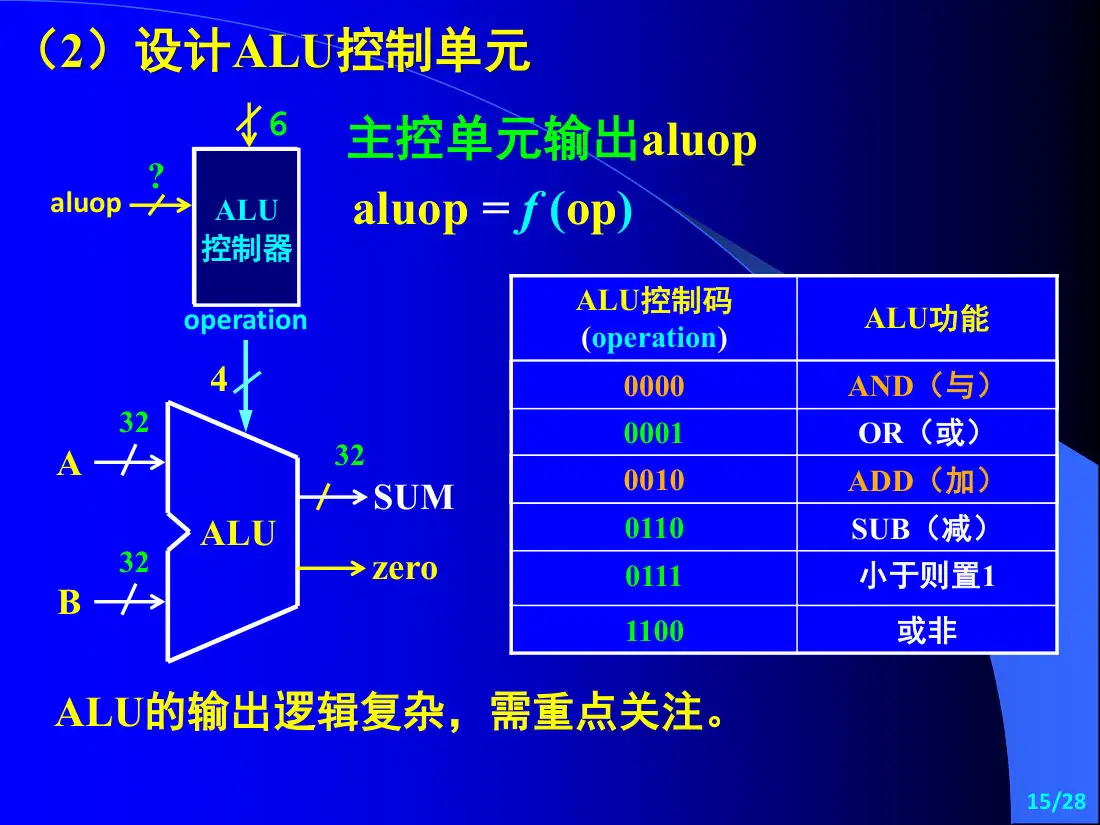 （2）设计ALU控制单元
6
主控单元输出aluop
?
aluop
aluop = f (op)
ALU
控制器
operation
4
32
A
32
SUM
ALU
32
zero
B
ALU控制码
(operation)
ALU功能
0000
AND（与）
0001
OR（或）
0010
ADD（加）
0110
SUB（减）
0111
小于则置1
1100
或非
ALU的输出逻辑复杂，需重点关注。
15/28